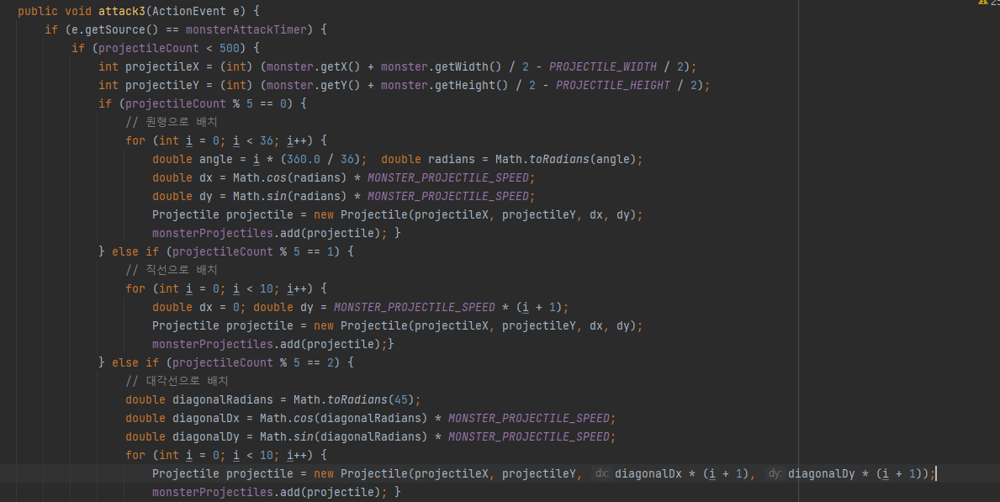 2
public void attack3(ActionEvent e) {
if (e.getSource() == monsterAttackTimer) {
if (projectileCount < 500) {
int projectileX = (int) (monster.getX() + monster.getWidth() / 2 - PROJECTILE_WIDTH / 2);
int projectileY = (int) (monster.getY() + monster.getHeight() / 2 - PROJECTILE_HEIGHT / 2);
if (projectileCount % 5 == 0) {
// 원형으로 배치
for (int i = 0; i < 36; i++) {
double angle = i * (360.0 / 36);  double radians = Math.toRadians(angle);
double dx = Math.cos(radians) * MONSTER_PROJECTILE_SPEED;
double dy = Math.sin(radians) * MONSTER_PROJECTILE_SPEED;
Projectile projectile = new Projectile(projectileX, projectileY, dx, dy);
monsterProjectiles.add(projectile); }
} else if (projectileCount % 5 == 1) {
// 직선으로 배치
for (int i = 0; i < 10; i++) {
double dx = 0; double dy = MONSTER_PROJECTILE_SPEED * (i + 1);
Projectile projectile = new Projectile(projectileX, projectileY, dx, dy);
monsterProjectiles.add(projectile);}
} else if (projectileCount % 5 == 2) {
// 대각선으로 배치
double diagonalRadians = Math.toRadians(45);
double diagonalDx = Math.cos(diagonalRadians) * MONSTER_PROJECTILE_SPEED;
double diagonalDy = Math.sin(diagonalRadians) * MONSTER_PROJECTILE_SPEED;
for (int i = 0; i < 10; i++) {
Projectile projectile = new Projectile(projectileX, projectileY, dx: diagonalDx * (i + 1), dy: diagonalDy * (i + 1));
monsterProjectiles.add(projectile); }